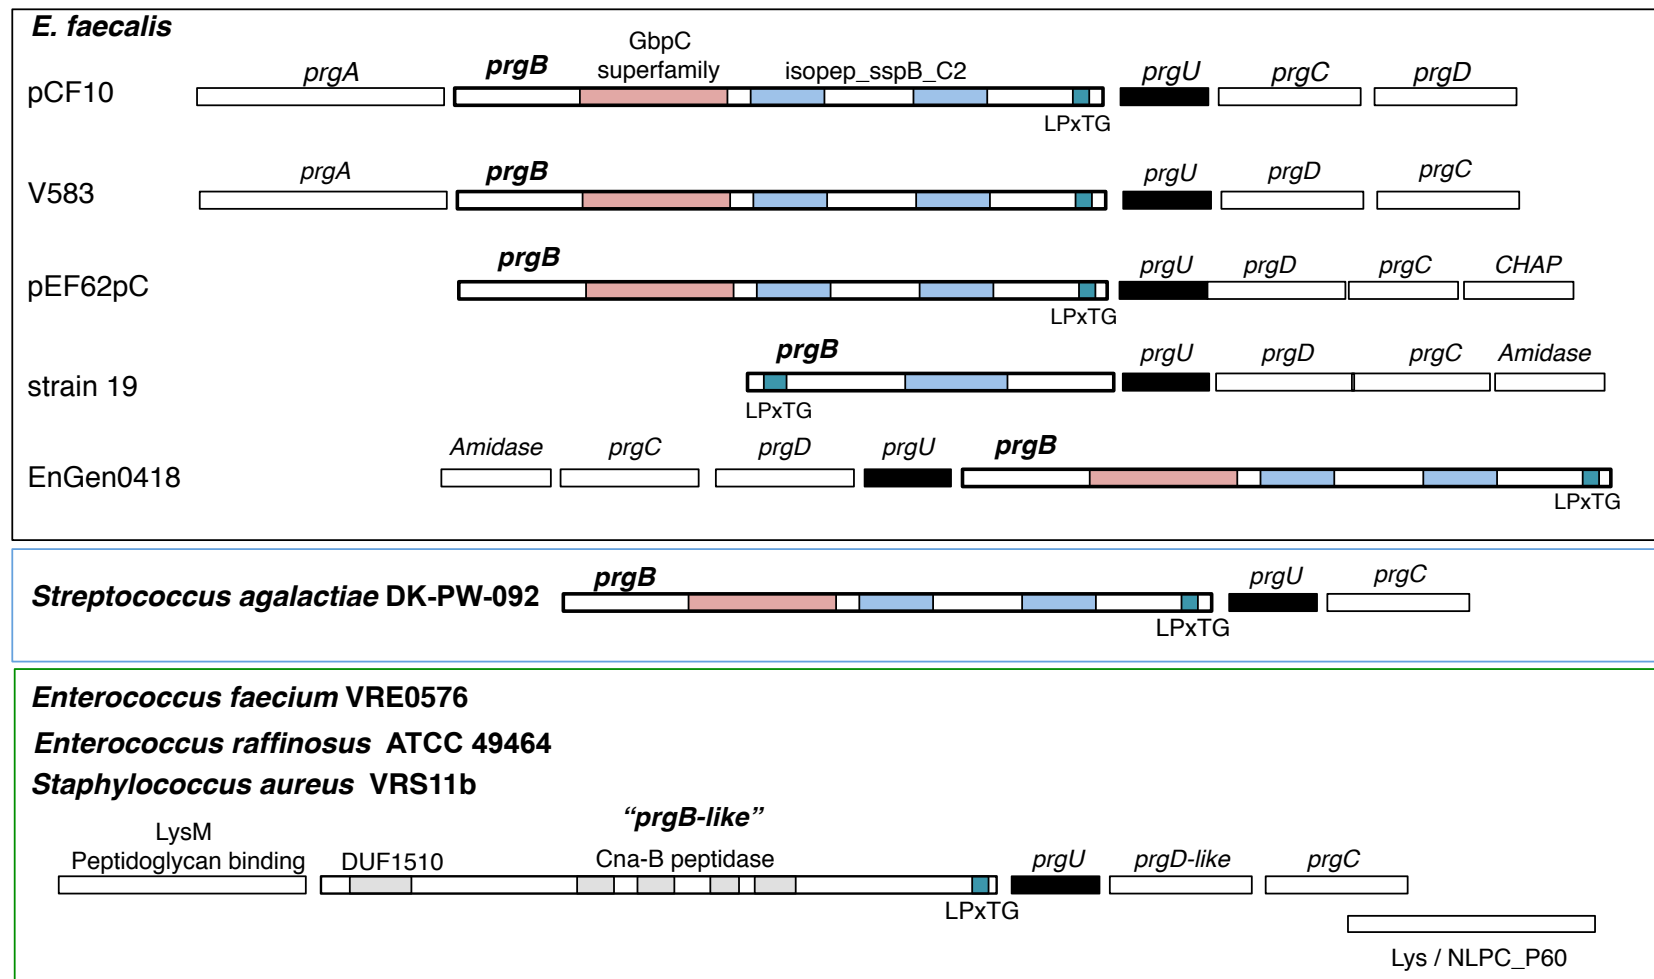 E. faecalis
GbpC
superfamily
isopep_sspB_C2
pCF10
prgA
prgB
prgU
prgC
prgD
LPxTG
V583
prgA
prgB
prgU
prgD
prgC
pEF62pC
prgB
prgU
prgD
prgC
CHAP
LPxTG
strain 19
prgB
prgU
prgD
prgC
Amidase
LPxTG
EnGen0418
Amidase
prgC
prgD
prgU
prgB
LPxTG
Streptococcus agalactiae DK-PW-092
prgB
prgU
prgC
LPxTG
Enterococcus faecium VRE0576
Enterococcus raffinosus ATCC 49464
Staphylococcus aureus VRS11b
“prgB-like”
LysM
Peptidoglycan binding
DUF1510
Cna-B peptidase
prgU
prgD-like
prgC
LPxTG
Lys / NLPC_P60